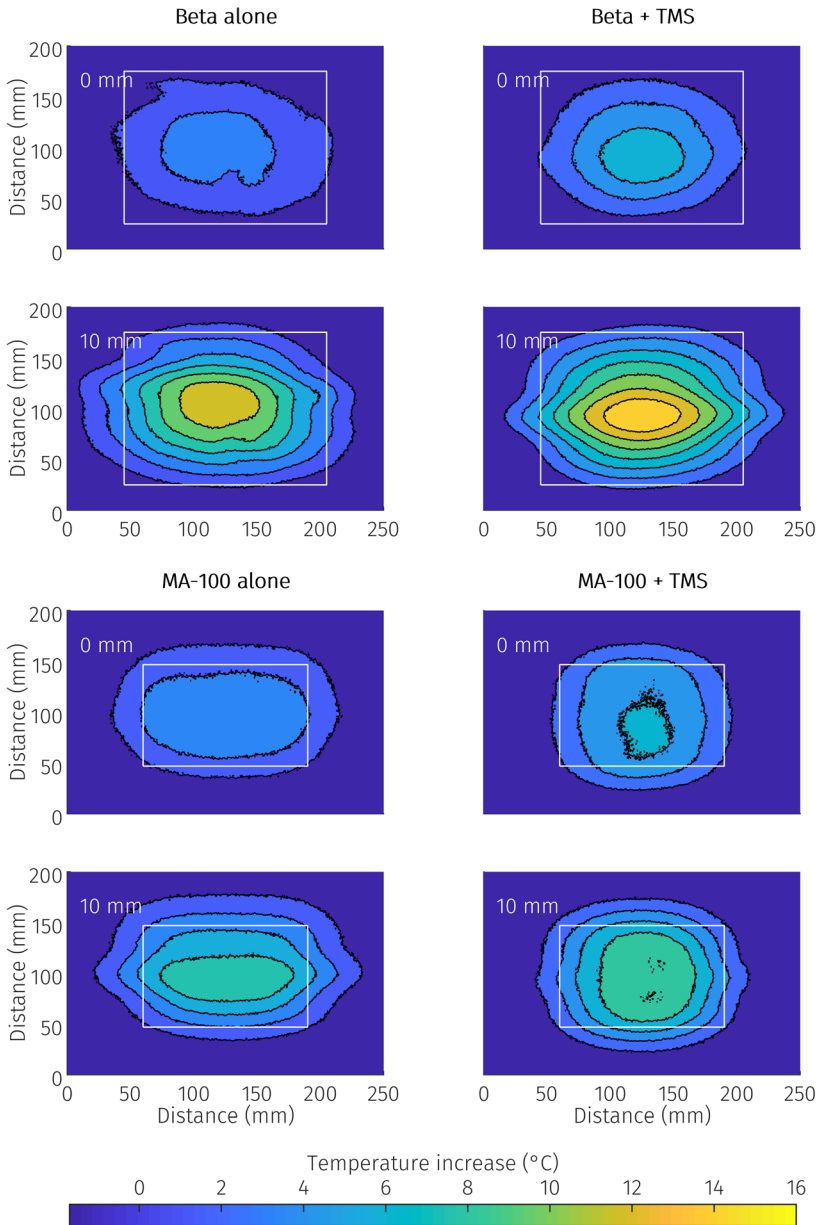 Beta alone
Beta + TMS
200
150
100
50
0
Distance (mm)
0 mm
0 mm
200
150
100
50
0
Distance (mm)
10 mm
10 mm
0 50 100 150 200 250
0 50 100 150 200 250
MA-100 alone
MA-100 + TMS
200
150
100
50
0
Distance (mm)
0 mm
0 mm
200
150
100
50
0
Distance (mm)
10 mm
10 mm
0 50 100 150 200 250
0 50 100 150 200 250
Distance (mm)
Distance (mm)
Temperature increase (°C)
0 2 4 6 8 10 12 14 16